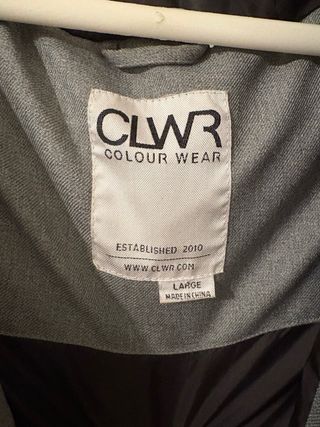 CLWR
COLOUR WEAR
ESTABLISHED 2010
WWW.CLWR.COM
LARGE
MADE IN CHINA